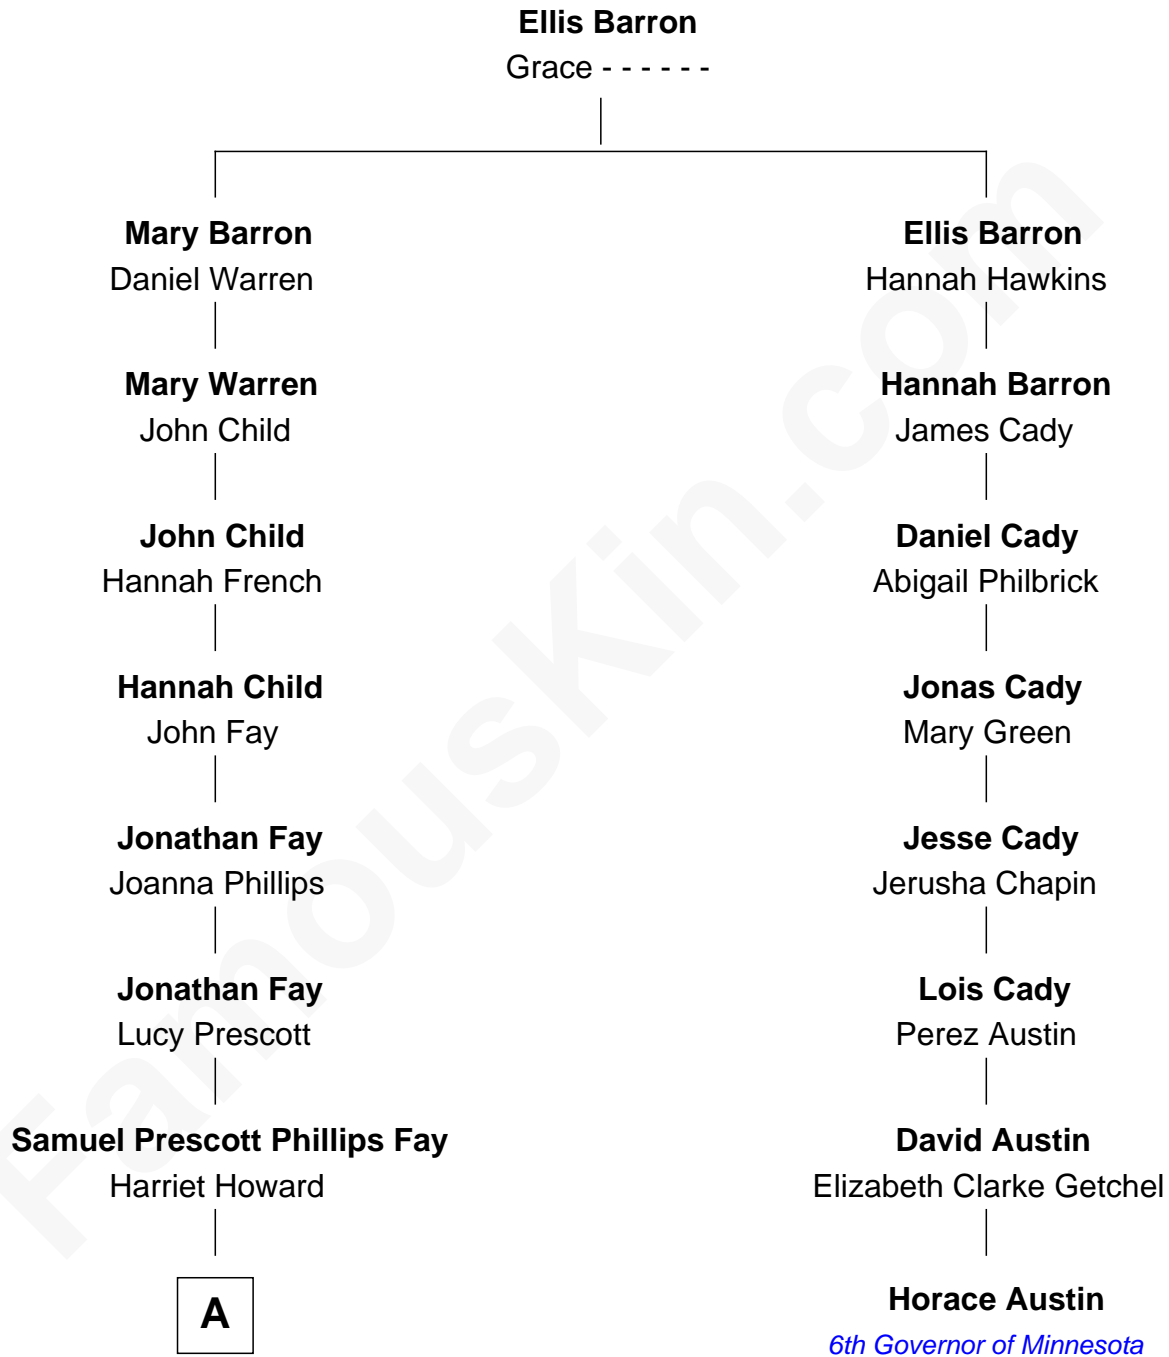 Ellis Barron
Grace - - - - - -
Mary Barron
Daniel Warren
Ellis Barron
Hannah Hawkins
Mary Warren
John Child
Hannah Barron
James Cady
John Child
Hannah French
Daniel Cady
Abigail Philbrick
Hannah Child
John Fay
Jonas Cady
Mary Green
Jonathan Fay
Joanna Phillips
Jesse Cady
Jerusha Chapin
Jonathan Fay
Lucy Prescott
Lois Cady
Perez Austin
Samuel Prescott Phillips Fay
Harriet Howard
David Austin
Elizabeth Clarke Getchel
A
Horace Austin
6th Governor of Minnesota
FamousKin.com